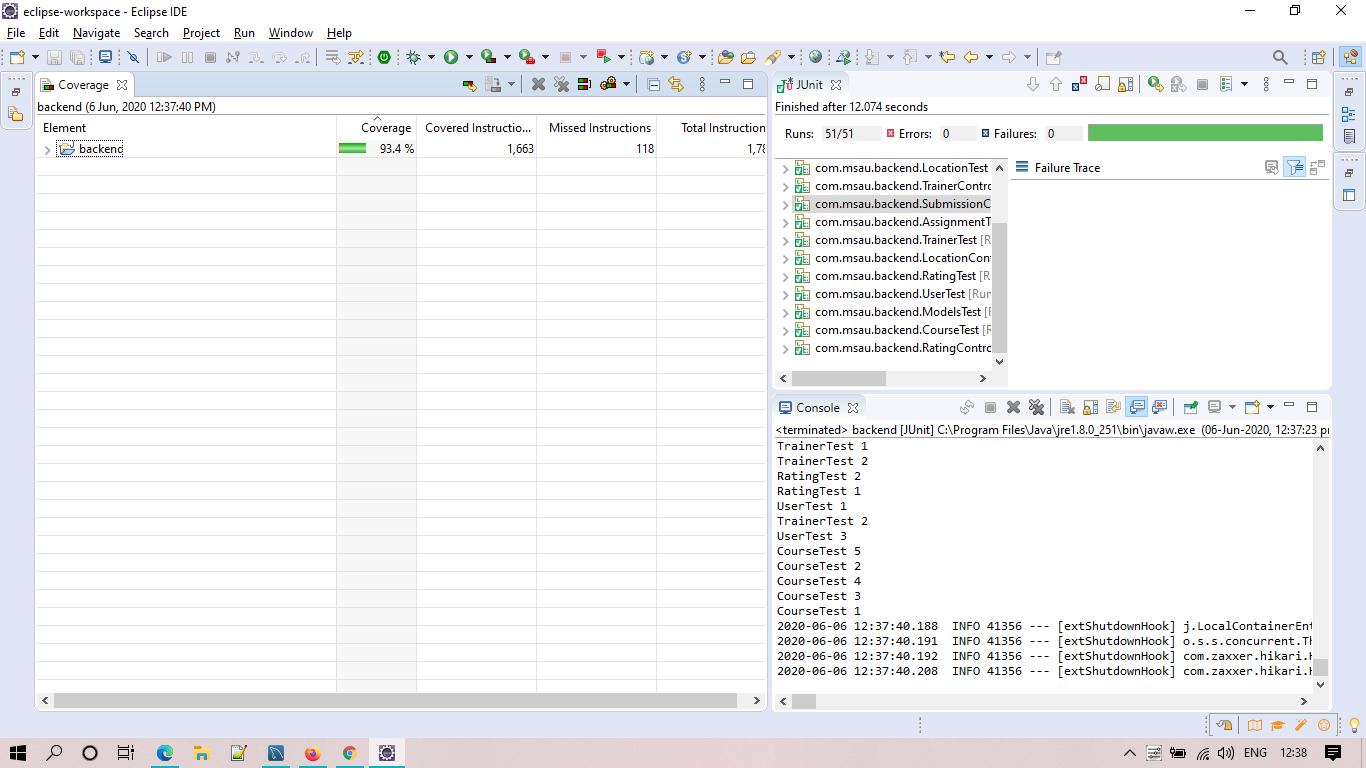 eclipse-workspace - Eclipse IDE
File Edit Navigate Search Project Run Window Help
Coverage
backend (6 Jun, 2020 12:37:40 PM)
Element Coverage Covered Instructio... Missed Instructions Total Instruction
backend 93.4 % 1,663 118 1,78
JUnit
Finished after 12.074 seconds
Runs: 51/51 Errors: 0 Failures: 0
com.msau.backend.LocationTest
com.msau.backend.TrainerContro
com.msau.backend.SubmissionC
com.msau.backend.AssignmentT
com.msau.backend.TrainerTest [R
com.msau.backend.LocationCont
com.msau.backend.RatingTest [R
com.msau.backend.UserTest [Run
com.msau.backend.ModelsTest [R
com.msau.backend.CourseTest [R
com.msau.backend.RatingContro
Failure Trace
Console
<terminated> backend [JUnit] C:\Program Files\Java\jre1.8.0_251\bin\javaw.exe (06-Jun-2020, 12:37:23 pm
TrainerTest 1
TrainerTest 2
RatingTest 2
RatingTest 1
UserTest 1
TrainerTest 2
UserTest 3
CourseTest 5
CourseTest 2
CourseTest 4
CourseTest 3
CourseTest 1
2020-06-06 12:37:40.188 INFO 41356 --- [extShutdownHook] j.LocalContainerEnt
2020-06-06 12:37:40.191 INFO 41356 --- [extShutdownHook] o.s.s.concurrent.Th
2020-06-06 12:37:40.192 INFO 41356 --- [extShutdownHook] com.zaxxer.hikari.H
2020-06-06 12:37:40.208 INFO 41356 --- [extShutdownHook] com.zaxxer.hikari.H
ENG 12:38